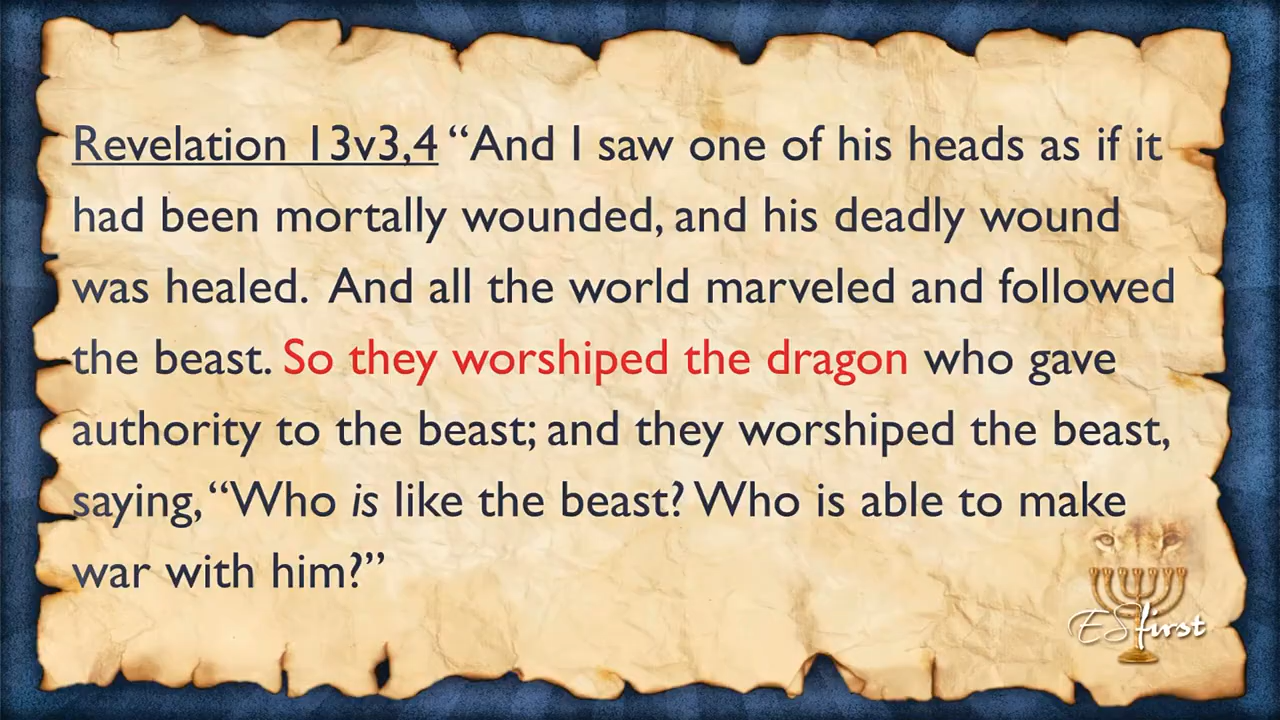 Revelation 13v3,4 “And I saw one of his heads as if it
had been mortally wounded, and his deadly wound
was healed.  And all the world marveled and followed
the beast. So they worshiped the dragon who gave
authority to the beast; and they worshiped the beast,
saying, “Who is like the beast? Who is able to make
war with him?”
ESfirst